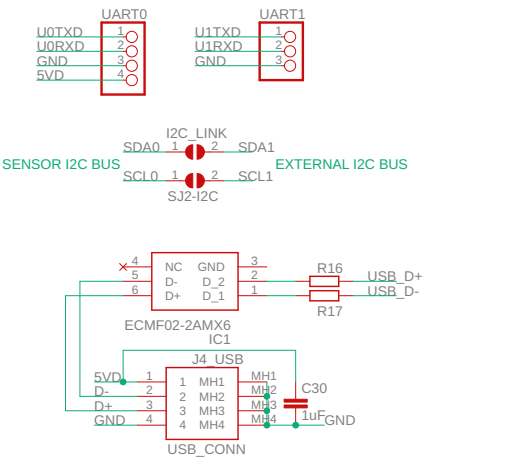 UART0 UART1
U0TXD 1 U1TXD 1
U0RXD 2 U1RXD 2
GND 3 GND 3
5VD 4
I2C_LINK
SDA0 1 2 SDA1
SENSOR I2C BUS EXTERNAL I2C BUS
SCL0 1 2 SCL1
SJ2-I2C
4 NC GND 3
5 D- D_2 2 R16 USB_D+
6 D+ D_1 1 USB_D-
R17
ECMF02-2AMX6
IC1
J4_USB
5VD 1 1 MH1 MH1
D- 2 2 MH2 MH2 C30
D+ 3 3 MH3 MH3
GND 4 4 MH4 MH4 1uF GND
USB_CONN